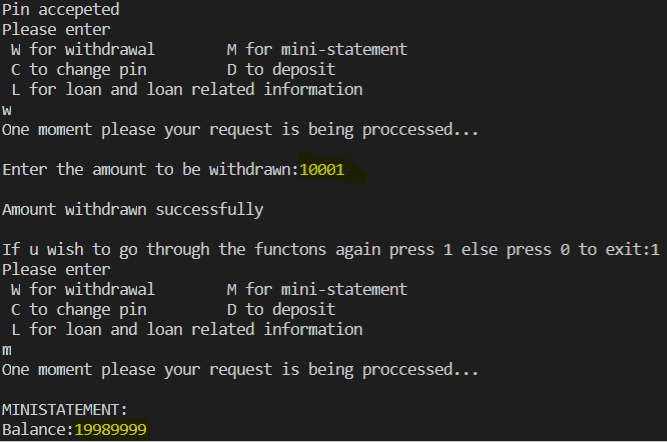 Pin accepeted
Please enter
W for withdrawal M for mini-statement
C to change pin D to deposit
L for loan and loan related information
w
One moment please your request is being proccessed...
Enter the amount to be withdrawn:10001
Amount withdrawn successfully
If u wish to go through the functons again press 1 else press 0 to exit:1
Please enter
W for withdrawal M for mini-statement
C to change pin D to deposit
L for loan and loan related information
m
One moment please your request is being proccessed...
MINISTATEMENT:
Balance:19989999